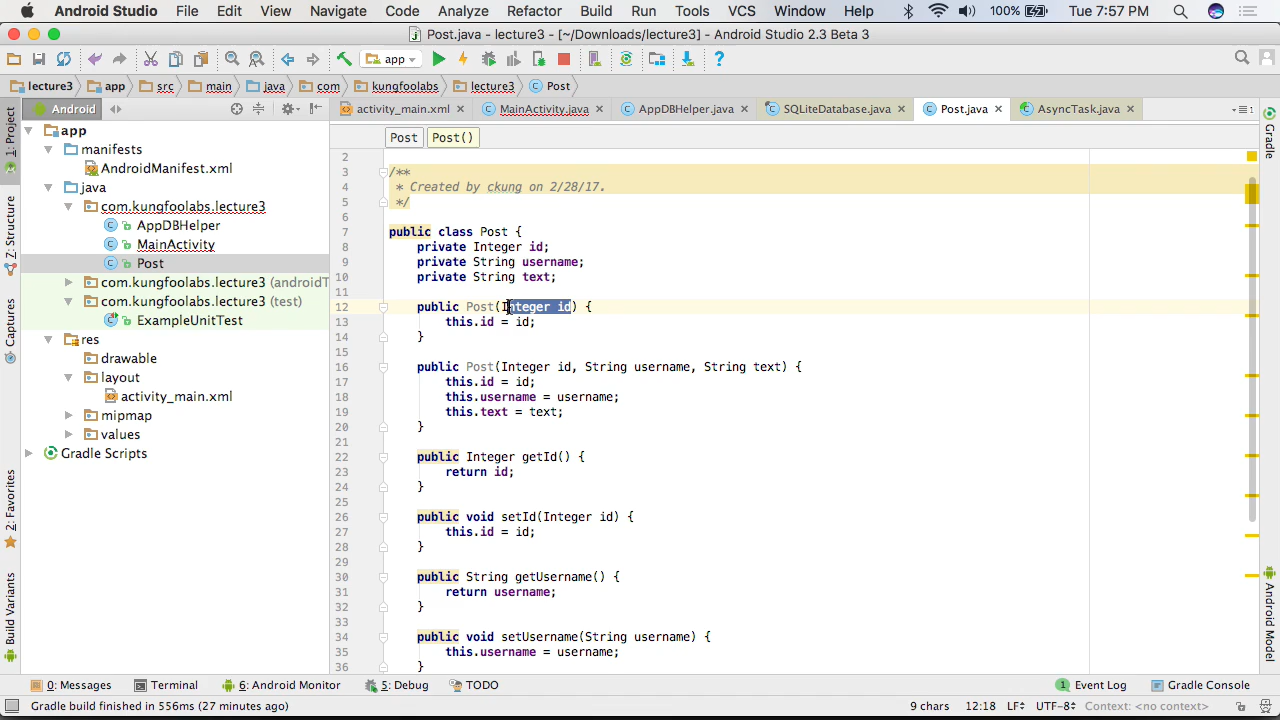 Android Studio File Edit View Navigate Code Analyze Refactor Build Run Tools VCS Window Help 100% Tue 7:57 PM
Post.java - lecture3 - [~/Downloads/lecture3] - Android Studio 2.3 Beta 3
app
lecture3 app src main java com kungfoolabs lecture3 Post
Android activity_main.xml MainActivity.java AppDBHelper.java SQLiteDatabase.java Post.java AsyncTask.java
Post Post()
1: Project
Z: Structure
Captures
2: Favorites
Build Variants
app
manifests
AndroidManifest.xml
java
com.kungfoolabs.lecture3
AppDBHelper
MainActivity
Post
com.kungfoolabs.lecture3 (androidT
com.kungfoolabs.lecture3 (test)
ExampleUnitTest
res
drawable
layout
activity_main.xml
mipmap
values
Gradle Scripts
2
3 /**
4 * Created by ckung on 2/28/17.
5 */
6
7 public class Post {
8 private Integer id;
9 private String username;
10 private String text;
11
12 public Post(Integer id) {
13 this.id = id;
14 }
15
16 public Post(Integer id, String username, String text) {
17 this.id = id;
18 this.username = username;
19 this.text = text;
20 }
21
22 public Integer getId() {
23 return id;
24 }
25
26 public void setId(Integer id) {
27 this.id = id;
28 }
29
30 public String getUsername() {
31 return username;
32 }
33
34 public void setUsername(String username) {
35 this.username = username;
36 }
Gradle
Android Model
0: Messages Terminal 6: Android Monitor 5: Debug TODO 1 Event Log Gradle Console
Gradle build finished in 556ms (27 minutes ago) 9 chars 12:18 LF÷ UTF-8÷ Context: <no context>